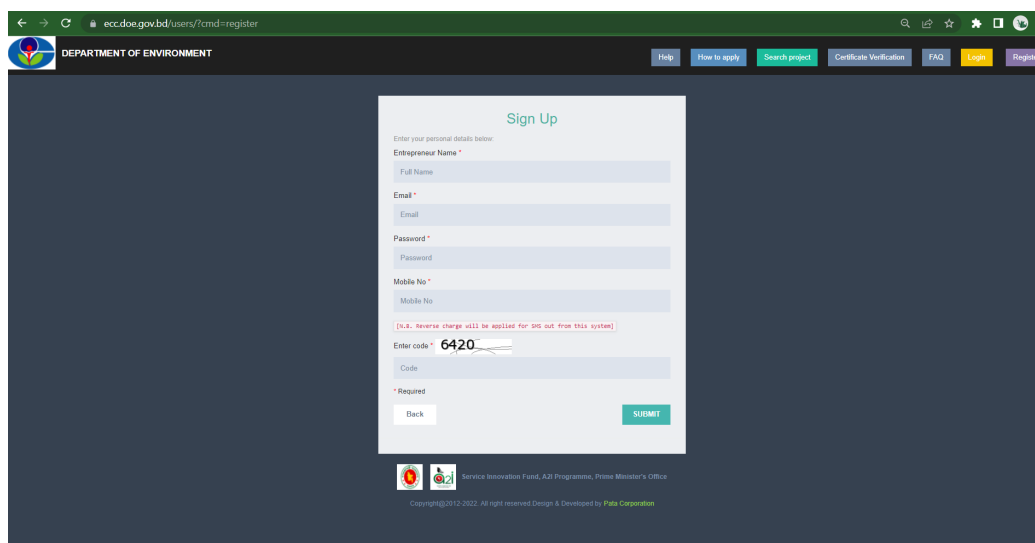 ecc.doe.gov.bd/users/?cmd=register
DEPARTMENT OF ENVIRONMENT
Help How to apply Search project Certificate Verification FAQ Login Registe
Sign Up
Enter your personal details below:
Entrepreneur Name *
Full Name
Email *
Email
Password *
Password
Mobile No *
Mobile No
[N.B. Reverse charge will be applied for SMS out from this system]
Enter code * 6420
Code
* Required
Back SUBMIT
a2i Service Innovation Fund, A2I Programme, Prime Minister's Office
Copyright@2012-2022. All right reserved.Design & Developed by Pata Corporation